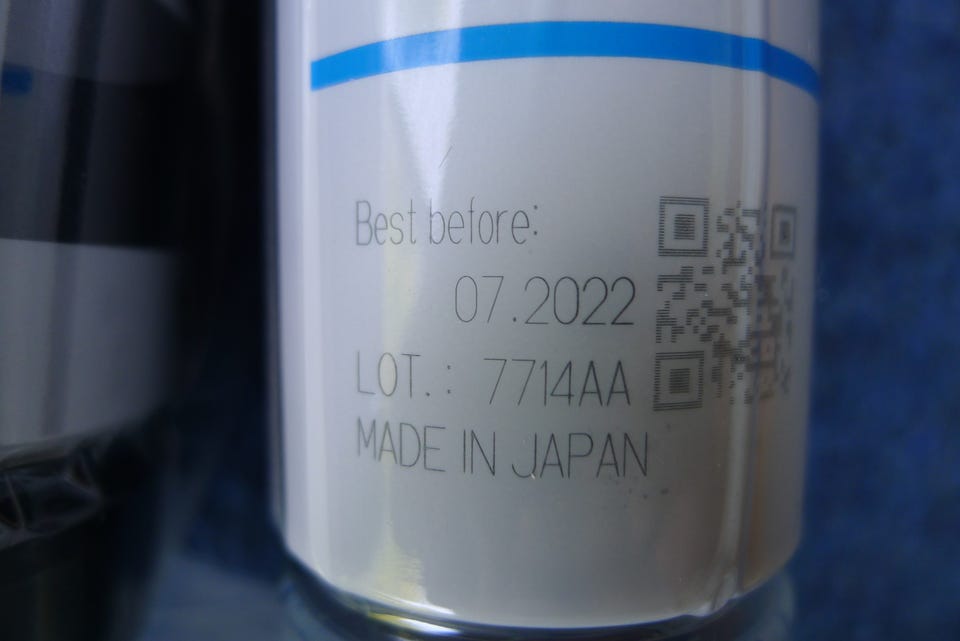 Best before:
07.2022
LOT.: 7714AA
MADE IN JAPAN